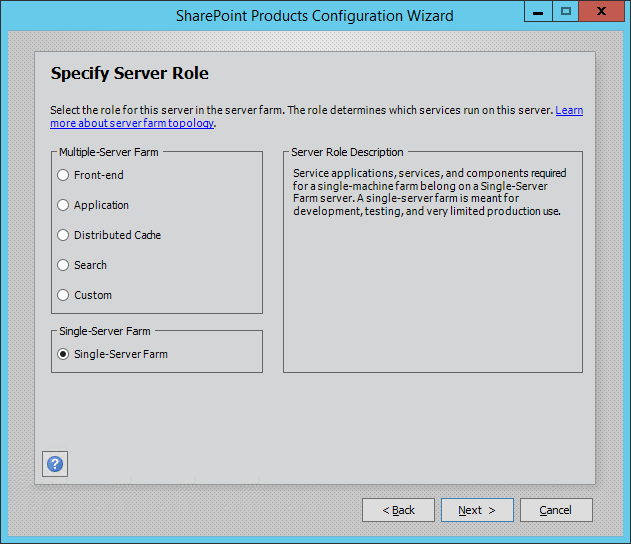 SharePoint Products Configuration Wizard
Specify Server Role
Select the role for this server in the server farm. The role determines which services run on this server. Learn
more about server farm topology.
Multiple-Server Farm
Front-end
Application
Distributed Cache
Search
Custom
Single-Server Farm
Single-Server Farm
Server Role Description
Service applications, services, and components required
for a single-machine farm belong on a Single-Server
Farm server. A single-server farm is meant for
development, testing, and very limited production use.
?
< Back
Next >
Cancel